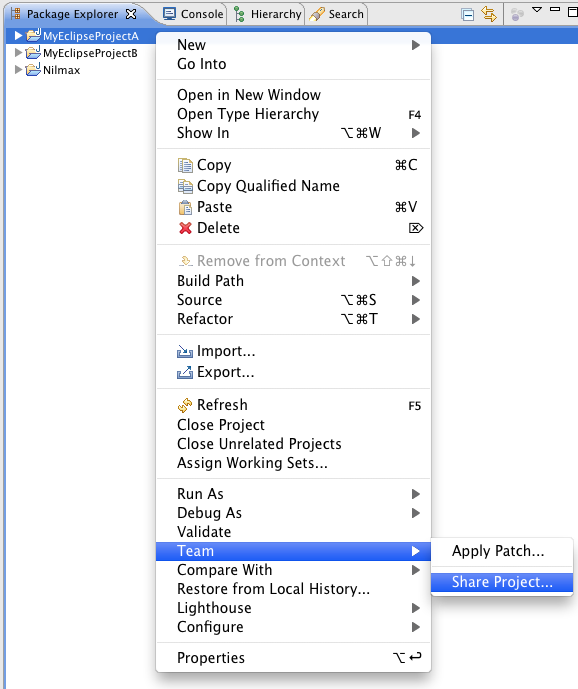 Package Explorer Console Hierarchy Search
MyEclipseProjectA
MyEclipseProjectB
Nilmax
New
Go Into
Open in New Window
Open Type Hierarchy F4
Show In ⌥⌘W
Copy ⌘C
Copy Qualified Name
Paste ⌘V
Delete ⌦
Remove from Context ⌥⇧⌘↓
Build Path
Source ⌥⌘S
Refactor ⌥⌘T
Import...
Export...
Refresh F5
Close Project
Close Unrelated Projects
Assign Working Sets...
Run As
Debug As
Validate
Team
Apply Patch...
Share Project...
Compare With
Restore from Local History...
Lighthouse
Configure
Properties ⌥↩